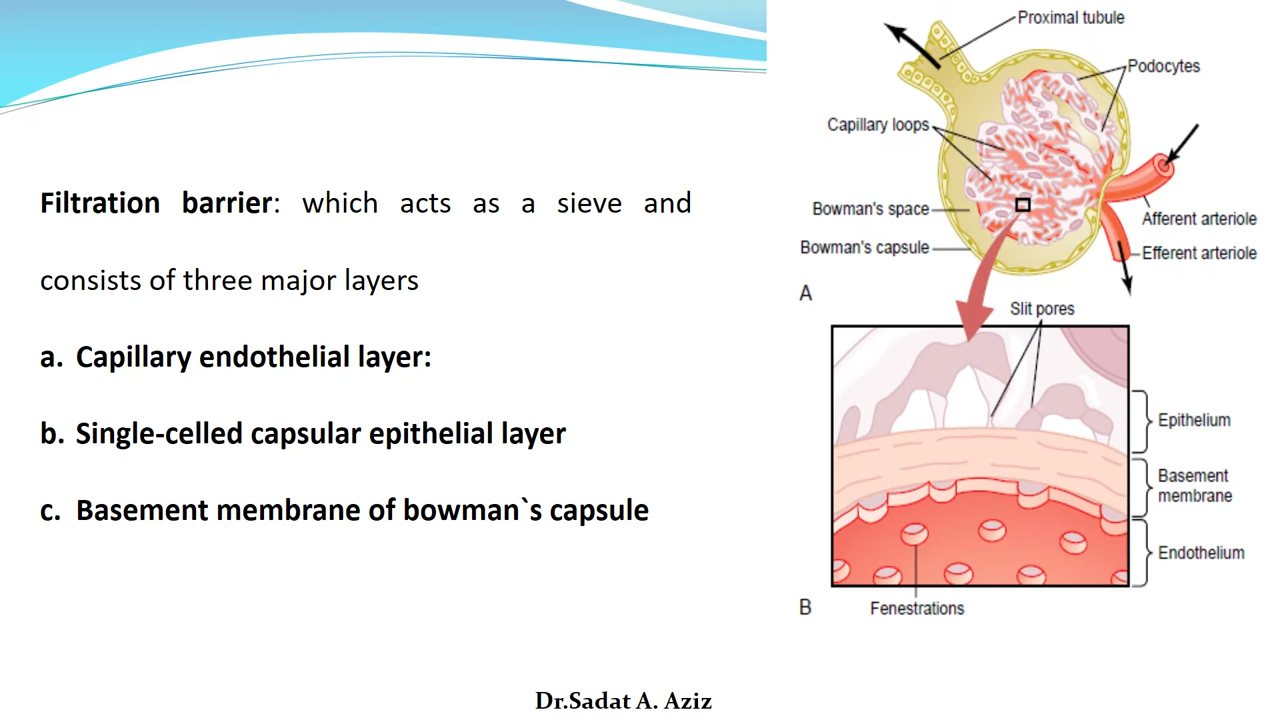 Filtration barrier: which acts as a sieve and
consists of three major layers
a. Capillary endothelial layer:
b. Single-celled capsular epithelial layer
c. Basement membrane of bowman`s capsule
Proximal tubule
Podocytes
Capillary loops
Bowman's space
Afferent arteriole
Bowman's capsule
Efferent arteriole
A
Slit pores
Epithelium
Basement
membrane
Endothelium
B
Fenestrations
Dr.Sadat A. Aziz